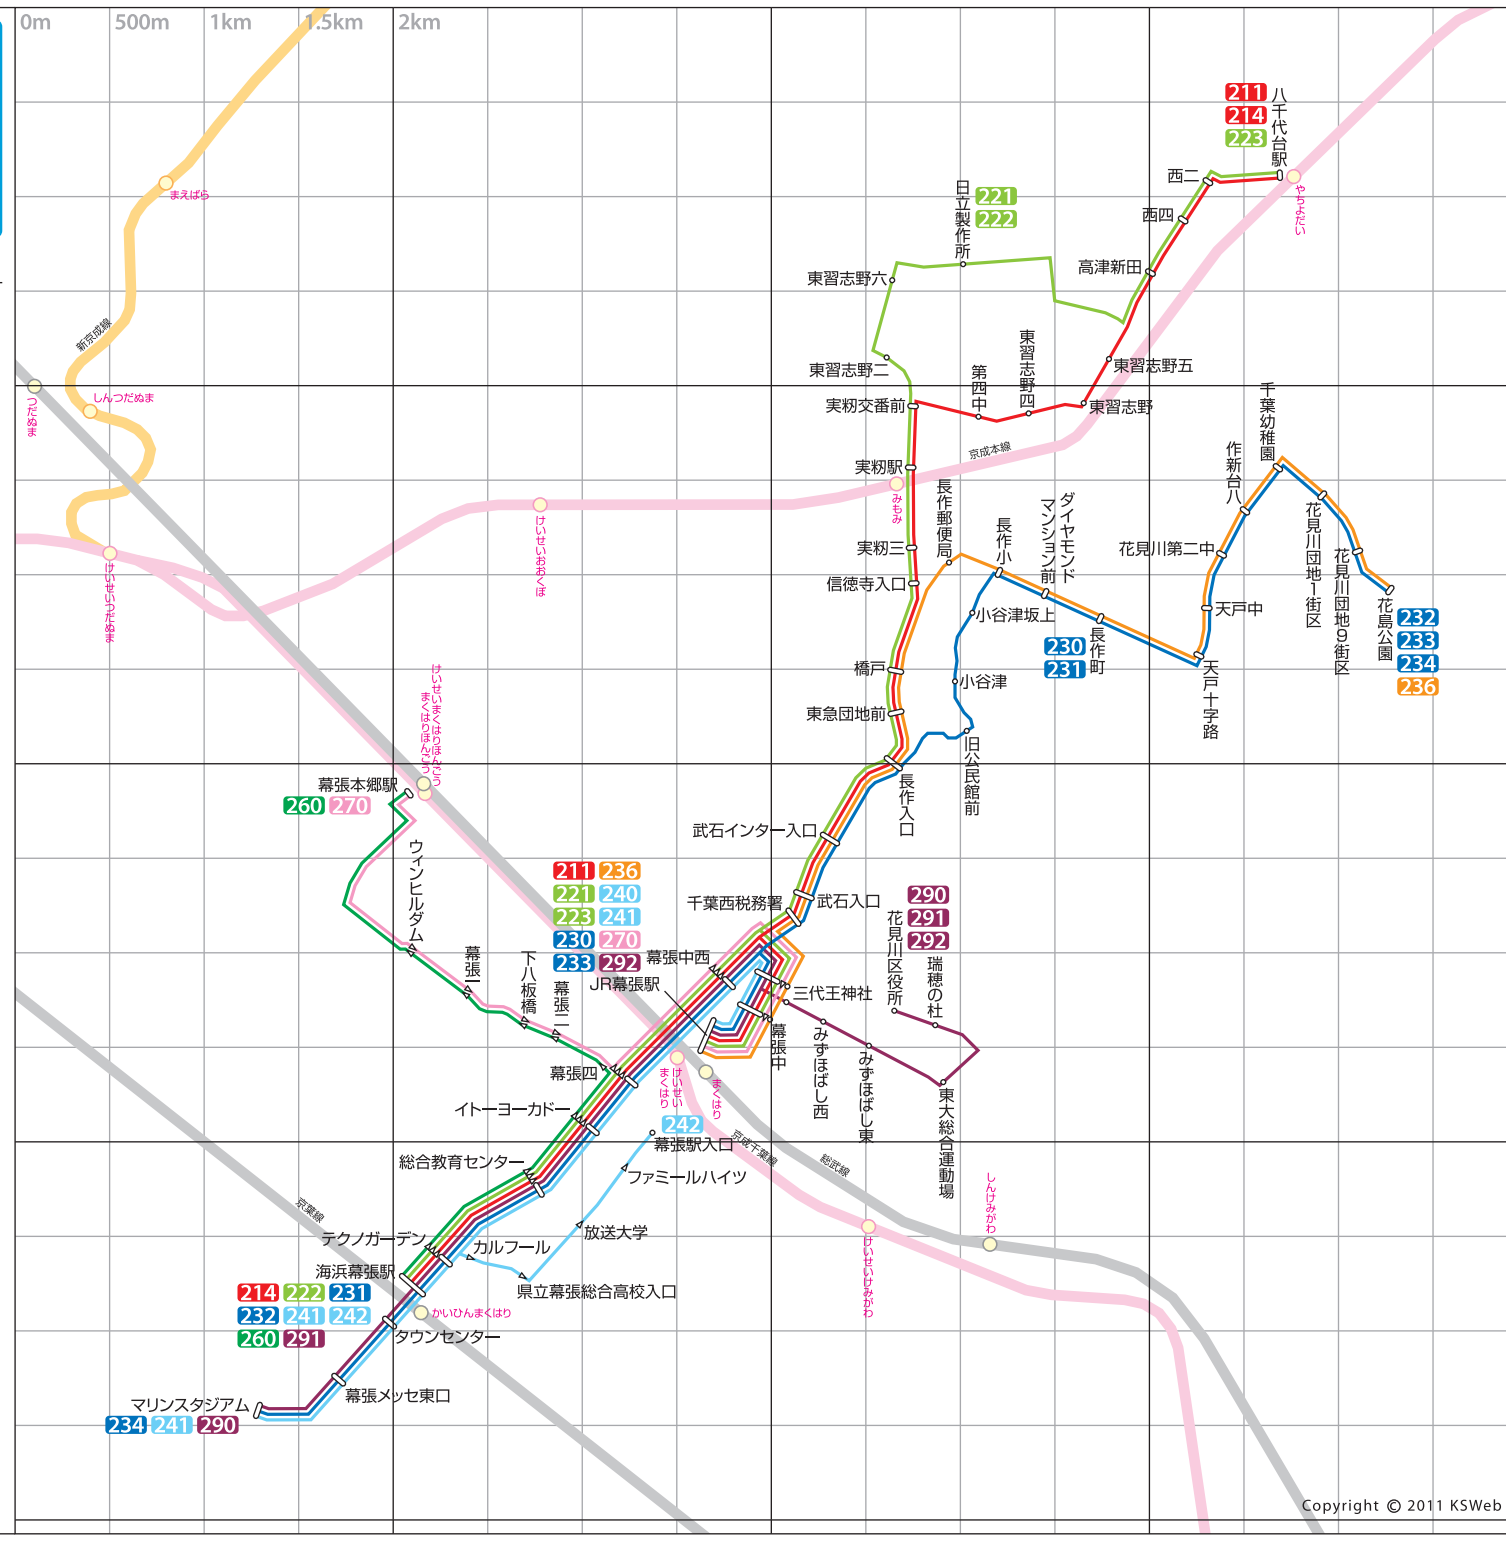 0m
500m
1km
1.5km
2km
211
214
223
八千代台駅
やちよだい
西二
西四
高津新田
221
222
日立製作所
東習志野六
東習志野二
東習志野五
東習志野四
第四中
東習志野
実籾交番前
実籾駅
みもみ
京成本線
実籾三
信徳寺入口
橋戸
東急団地前
長作郵便局
長作小
ダイヤモンド
マンション前
長作町
230
231
小谷津坂上
小谷津
旧公民館前
長作入口
千葉幼稚園
作新台八
花見川第二中
天戸中
天戸十字路
花見川団地1街区
花見川団地9街区
花島公園
232
233
234
236
まえばら
新京成線
しんつだぬま
つだぬま
けいせいつだぬま
けいせいおおくぼ
けいせいまくはりほんごう
まくはりほんごう
幕張本郷駅
260
270
ウィンヒルダム
幕張一
下八板橋
幕張二
幕張四
211
236
221
240
223
241
230
270
233
292
武石インター入口
武石入口
千葉西税務署
幕張中西
JR幕張駅
三代王神社
幕張中
290
291
292
花見川区役所
瑞穂の杜
みずほばし西
みずほばし東
東大総合運動場
イトーヨーカドー
総合教育センター
テクノガーデン
海浜幕張駅
214
222
231
232
241
242
260
291
かいひんまくはり
タウンセンター
幕張メッセ東口
マリンスタジアム
234
241
290
京葉線
カルフール
県立幕張総合高校入口
放送大学
ファミールハイツ
幕張駅入口
242
けいせい
まくはり
まくはり
京成千葉線
総武線
しんけみがわ
けいせいけみがわ
Copyright © 2011 KSWeb